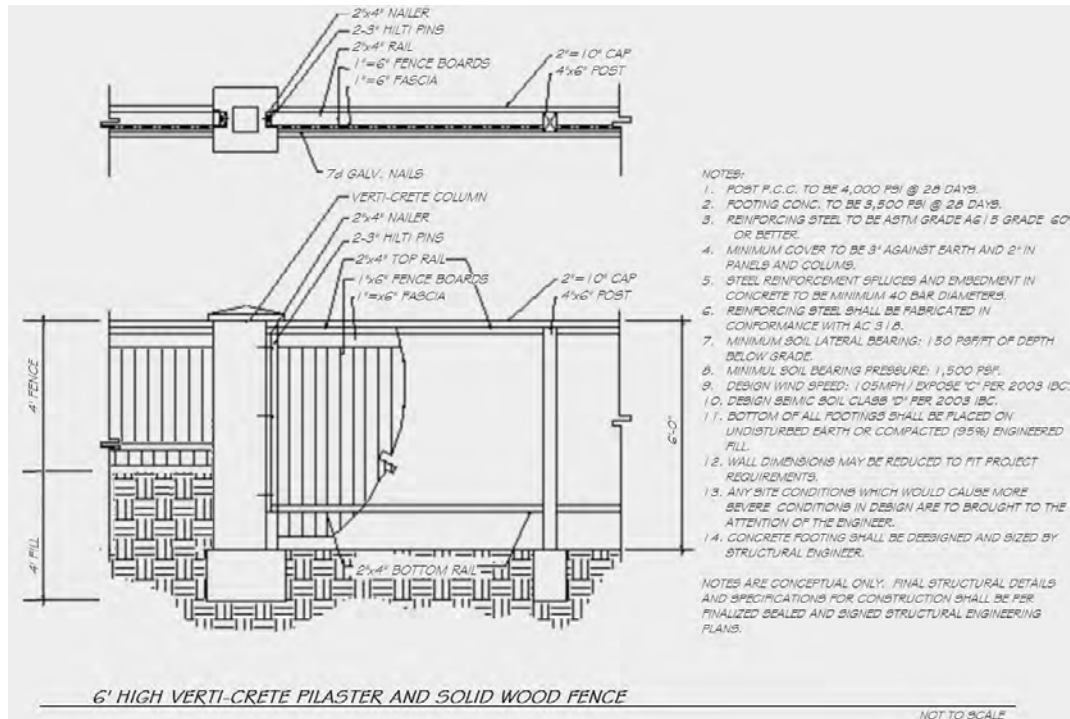 2"x4" NAILER
2-3" HILTI PINS
2"x4" RAIL
1"=6" FENCE BOARDS
1"=6" FASCIA
2"=10" CAP
4"x6" POST
7d GALV. NAILS
VERTI-CRETE COLUMN
2"x4" NAILER
2-3" HILTI PINS
2"x4" TOP RAIL
1"x6" FENCE BOARDS
1"=x6" FASCIA
2"=10" CAP
4"x6" POST
4' FENCE
4' FILL
6'-0"
2"x4" BOTTOM RAIL
NOTES:
1. POST P.C.C. TO BE 4,000 PSI @ 28 DAYS.
2. FOOTING CONC. TO BE 3,500 PSI @ 28 DAYS.
3. REINFORCING STEEL TO BE ASTM GRADE A615 GRADE 60"
OR BETTER.
4. MINIMUM COVER TO BE 3" AGAINST EARTH AND 2" IN
PANELS AND COLUMS.
5. STEEL REINFORCEMENT SPLICES AND EMBEDMENT IN
CONCRETE TO BE MINIMUM 40 BAR DIAMETERS.
6. REINFORCING STEEL SHALL BE FABRICATED IN
CONFORMANCE WITH AC 318.
7. MINIMUM SOIL LATERAL BEARING: 150 PSF/FT OF DEPTH
BELOW GRADE.
8. MINIMUL SOIL BEARING PRESSURE: 1,500 PSF.
9. DESIGN WIND SPEED: 105MPH / EXPOSE "C" PER 2003 IBC.
10. DESIGN SEIMIC SOIL CLASS "D" PER 2003 IBC.
11. BOTTOM OF ALL FOOTINGS SHALL BE PLACED ON
UNDISTURBED EARTH OR COMPACTED (95%) ENGINEERED
FILL.
12. WALL DIMENSIONS MAY BE REDUCED TO FIT PROJECT
REQUIREMENTS.
13. ANY SITE CONDITIONS WHICH WOULD CAUSE MORE
SEVERE CONDITIONS IN DESIGN ARE TO BROUGHT TO THE
ATTENTION OF THE ENGINEER.
14. CONCRETE FOOTING SHALL BE DEESIGNED AND SIZED BY
STRUCTURAL ENGINEER.
NOTES ARE CONCEPTUAL ONLY. FINAL STRUCTURAL DETAILS
AND SPECIFICATIONS FOR CONSTRUCTION SHALL BE PER
FINALIZED SEALED AND SIGNED STRUCTURAL ENGINEERING
PLANS.
6' HIGH VERTI-CRETE PILASTER AND SOLID WOOD FENCE
NOT TO SCALE